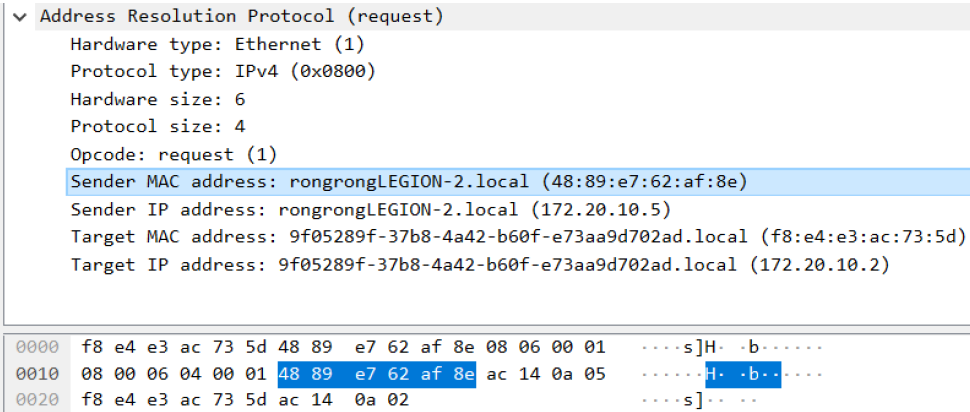 Address Resolution Protocol (request)
Hardware type: Ethernet (1)
Protocol type: IPv4 (0x0800)
Hardware size: 6
Protocol size: 4
Opcode: request (1)
Sender MAC address: rongrongLEGION-2.local (48:89:e7:62:af:8e)
Sender IP address: rongrongLEGION-2.local (172.20.10.5)
Target MAC address: 9f05289f-37b8-4a42-b60f-e73aa9d702ad.local (f8:e4:e3:ac:73:5d)
Target IP address: 9f05289f-37b8-4a42-b60f-e73aa9d702ad.local (172.20.10.2)
0000 f8 e4 e3 ac 73 5d 48 89 e7 62 af 8e 08 06 00 01 ····s]H· ·b······
0010 08 00 06 04 00 01 48 89 e7 62 af 8e ac 14 0a 05 ······H· ·b······
0020 f8 e4 e3 ac 73 5d ac 14 0a 02 ····s]·· ··